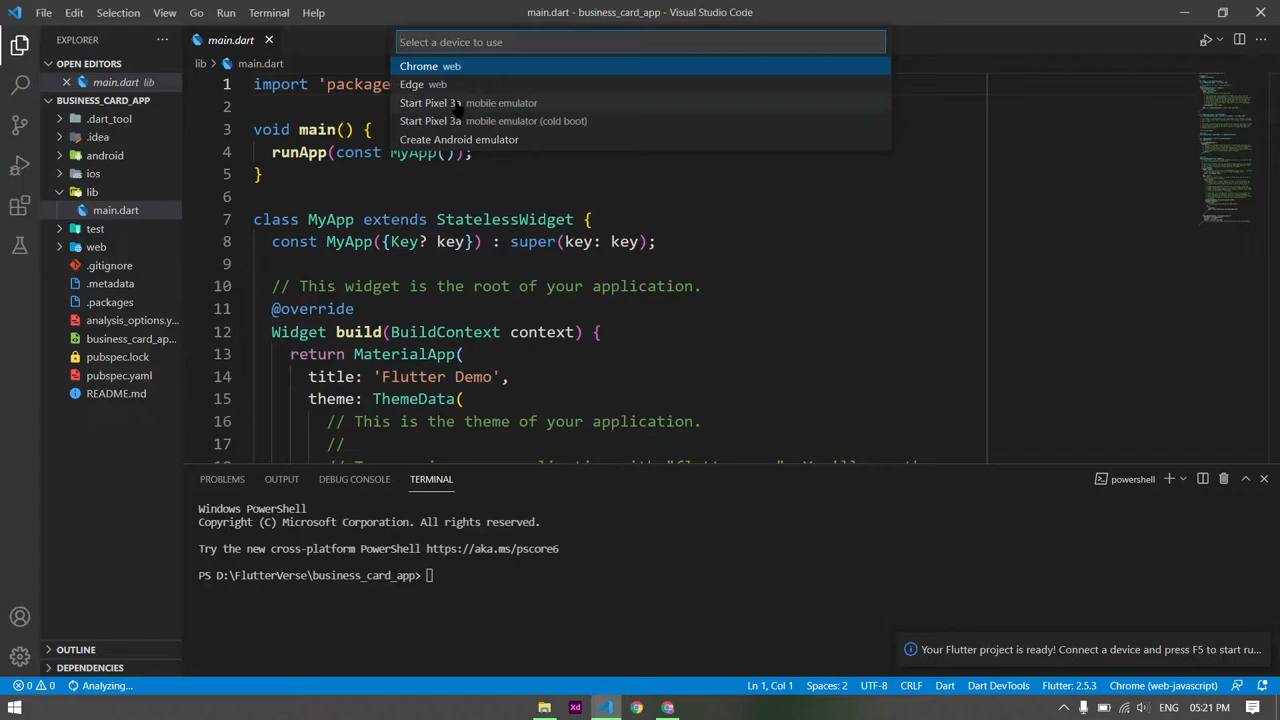 File Edit Selection View Go Run Terminal Help
main.dart - business_card_app - Visual Studio Code
EXPLORER
OPEN EDITORS
main.dart lib
BUSINESS_CARD_APP
.dart_tool
.idea
android
ios
lib
main.dart
test
web
.gitignore
.metadata
.packages
analysis_options.y...
business_card_ap...
pubspec.lock
pubspec.yaml
README.md
OUTLINE
DEPENDENCIES
main.dart
lib > main.dart
Select a device to use
Chrome web
Edge web
Start Pixel 3a mobile emulator
Start Pixel 3a mobile emulator (cold boot)
Create Android emulator
1 import 'package
2
3 void main() {
4 runApp(const MyApp());
5 }
6
7 class MyApp extends StatelessWidget {
8 const MyApp({Key? key}) : super(key: key);
9
10 // This widget is the root of your application.
11 @override
12 Widget build(BuildContext context) {
13 return MaterialApp(
14 title: 'Flutter Demo',
15 theme: ThemeData(
16 // This is the theme of your application.
17 //
PROBLEMS OUTPUT DEBUG CONSOLE TERMINAL
powershell
Windows PowerShell
Copyright (C) Microsoft Corporation. All rights reserved.
Try the new cross-platform PowerShell https://aka.ms/pscore6
PS D:\FlutterVerse\business_card_app>
Your Flutter project is ready! Connect a device and press F5 to start ru...
0 0 Analyzing...
Ln 1, Col 1 Spaces: 2 UTF-8 CRLF Dart Dart DevTools Flutter: 2.5.3 Chrome (web-javascript)
Xd
ENG 05:21 PM